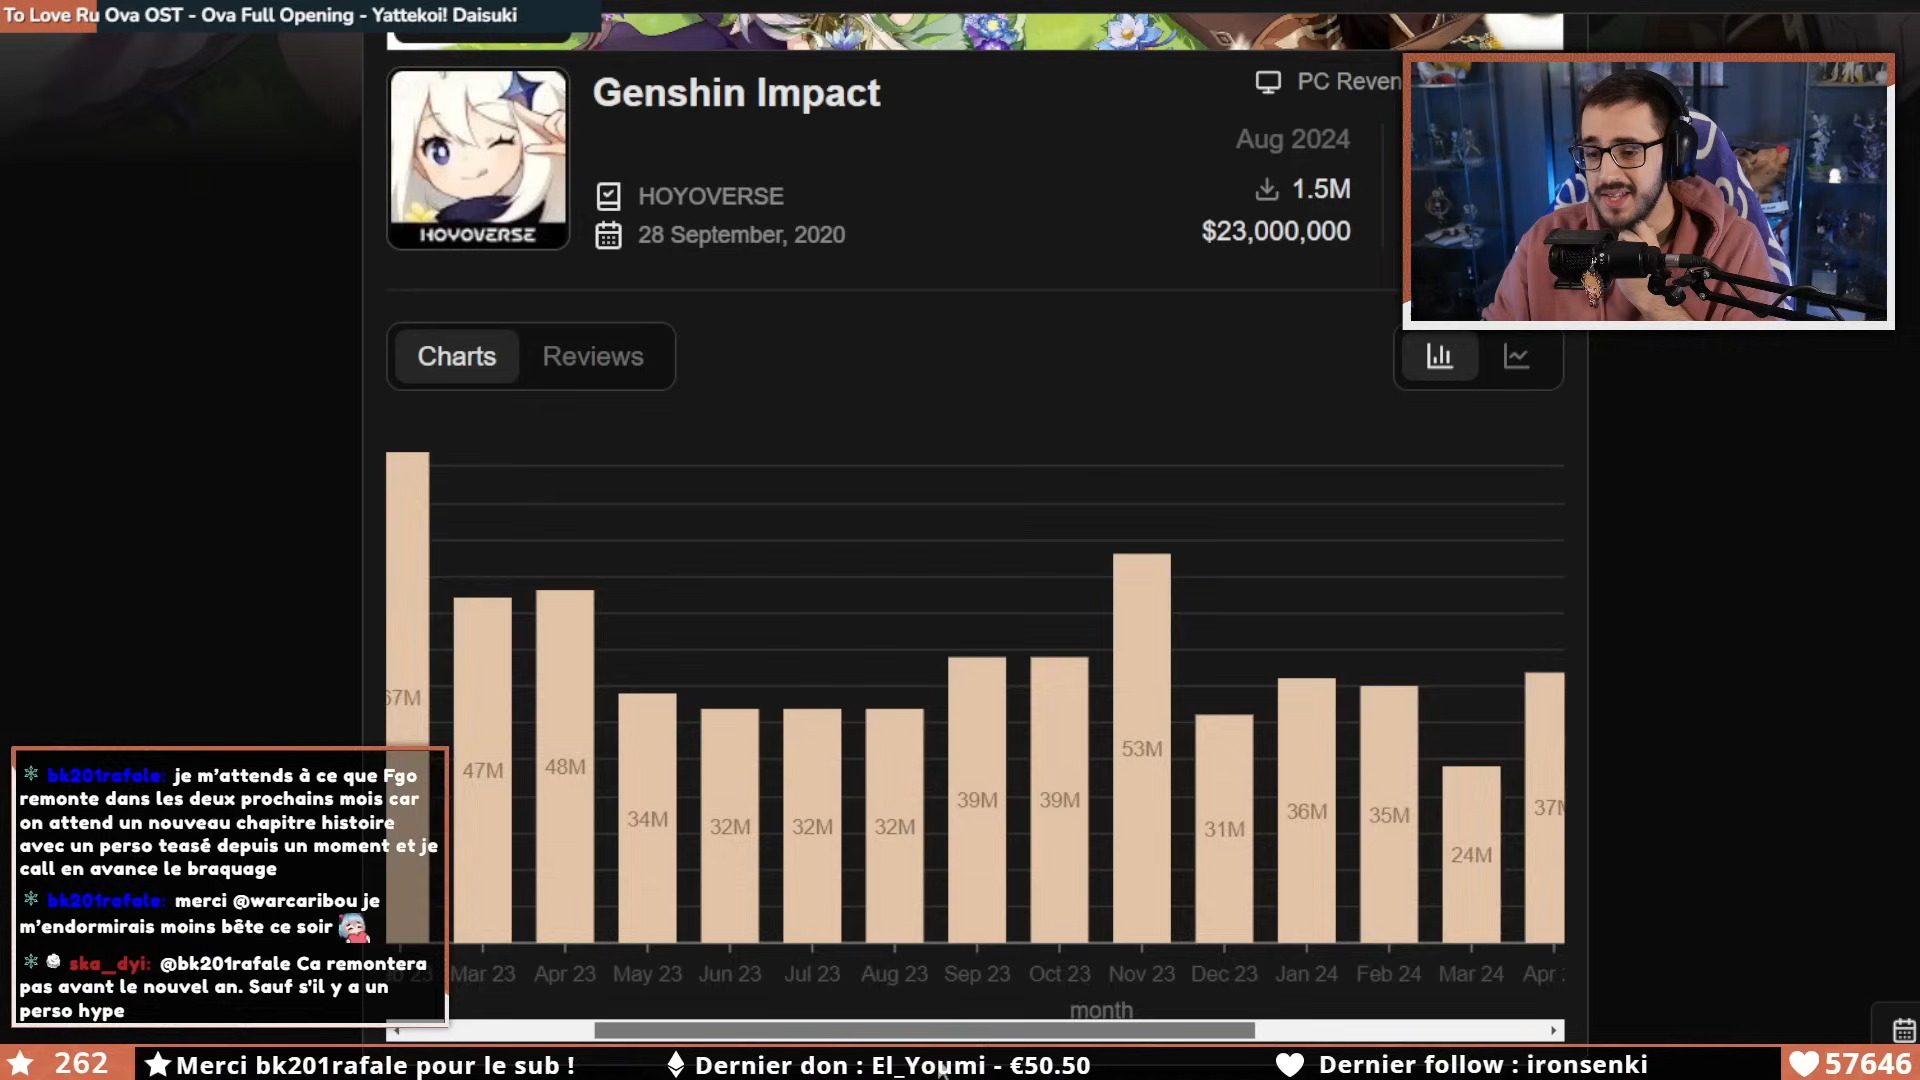 To Love Ru Ova OST - Ova Full Opening - Yattekoi! Daisuki
Genshin Impact
HOYOVERSE
HOYOVERSE
28 September, 2020
PC Reven
Aug 2024
1.5M
$23,000,000
Charts
Reviews
67M
47M
48M
34M
32M
32M
32M
39M
39M
53M
31M
36M
35M
24M
37M
Mar 23
Apr 23
May 23
Jun 23
Jul 23
Aug 23
Sep 23
Oct 23
Nov 23
Dec 23
Jan 24
Feb 24
Mar 24
Apr
month
bk201rafale: je m'attends à ce que Fgo
remonte dans les deux prochains mois car
on attend un nouveau chapitre histoire
avec un perso teasé depuis un moment et je
call en avance le braquage
bk201rafale: merci @warcaribou je
m'endormirais moins bête ce soir
ska_dyi: @bk201rafale Ca remontera
pas avant le nouvel an. Sauf s'il y a un
perso hype
262
Merci bk201rafale pour le sub !
Dernier don : El_Youmi - €50.50
Dernier follow : ironsenki
57646